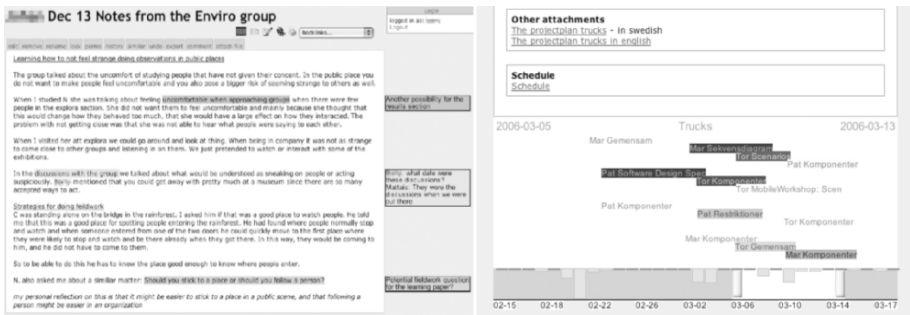 Dec 13 Notes from the Enviro group
Login
logged in as:
Logout
edit remove rename lock perms history similar undo export comment attach file
Learning how to not feel strange doing observations in public places
The group talked about the uncomfort of studying people that have not given their concent. In the public place you
do not want to make people feel uncomfortable and you also pose a bigger risk of seeming strange to others as well.
When I studied N she was talking about feeling uncomfortable when approaching groups when there were few
people in the explora section. She did not want them to feel uncomfortable and mainly because she thought that
this would change how they behaved too much, that she would have a large effect on how they interacted. The
problem with not getting close was that she was not able to hear what people were saying to each other.
Another possibility for the
results section
When I visited her att explora we could go around and look at thing. When being in company it was not as strange
to come close to other groups and listening in on them. We just pretended to watch or interact with some of the
exhibitions.
In the discussions with the group we talked about what would be understood as sneaking on people or acting
suspiciously. mentioned that you could get away with pretty much at a museum since there are so many
accepted ways to act.
what date were
these discussions?
Mattais: They were the
discussions when we were
out there
Strategies for doing feldwork
C was standing alone on the bridge in the rainforest. I asked him if that was a good place to watch people. He told
me that this was a good place for spotting people entering the rainforest. He had found where people normally stop
and watch and when someone entered from one of the two doors he could quickly move to the first place where
they were likely to stop and watch and be there already when they got there. In this way, they would be coming to
him, and he did not have to come to them.
So to be able to do this he has to know the place good enough to know where people enter.
N. also asked me about a similar matter: Should you stick to a place or should you follow a person?
Potential fieldwork question
for the learning paper?
my personal reflection on this is that it might be easier to stick to a place in a public scene, and that following a
person might be easier in an organization
Other attachments
The projectplan trucks - in swedish
The projectplan trucks in english
Schedule
Schedule
2006-03-05 Trucks 2006-03-13
Mar Gemensam
Mar Sekvensdiagram
Tor Scenarios
Pat Komponenter
Pat Software Design Spec
Tor Komponenter
Tor MobileWorkshop: Scen
Pat Komponenter
Pat Restriktioner
Tor Komponenter
Mar Komponenter
Tor Gemensam
Mar Komponenter
02-15 02-18 02-22 02-26 03-02 03-06 03-10 03-14 03-17